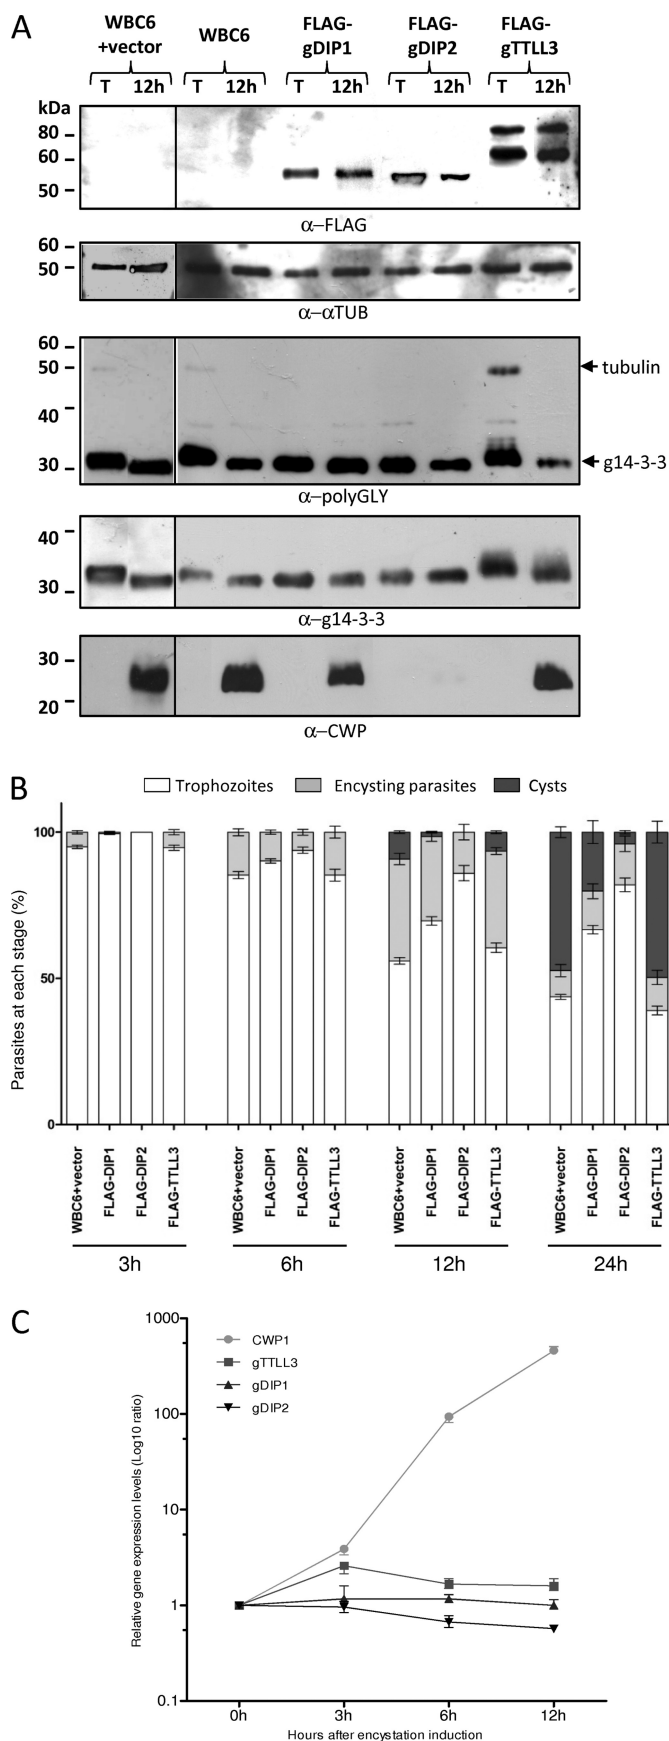 A
WBC6
+vector
WBC6
FLAG-
gDIP1
FLAG-
gDIP2
FLAG-
gTTLL3
T 12h T 12h T 12h T 12h T 12h
kDa
80
60
50
α–FLAG
60
50
α–αTUB
60
50
tubulin
40
30
g14-3-3
α–polyGLY
40
30
α–g14-3-3
30
20
α–CWP
B
Trophozoites Encysting parasites Cysts
Parasites at each stage (%)
100
50
0
WBC6+vector FLAG-DIP1 FLAG-DIP2 FLAG-TTLL3 WBC6+vector FLAG-DIP1 FLAG-DIP2 FLAG-TTLL3 WBC6+vector FLAG-DIP1 FLAG-DIP2 FLAG-TTLL3 WBC6+vector FLAG-DIP1 FLAG-DIP2 FLAG-TTLL3
3h 6h 12h 24h
C
Relative gene expression levels (Log10 ratio)
1000
100
10
1
0.1
CWP1
gTTLL3
gDIP1
gDIP2
0h 3h 6h 12h
Hours after encystation induction